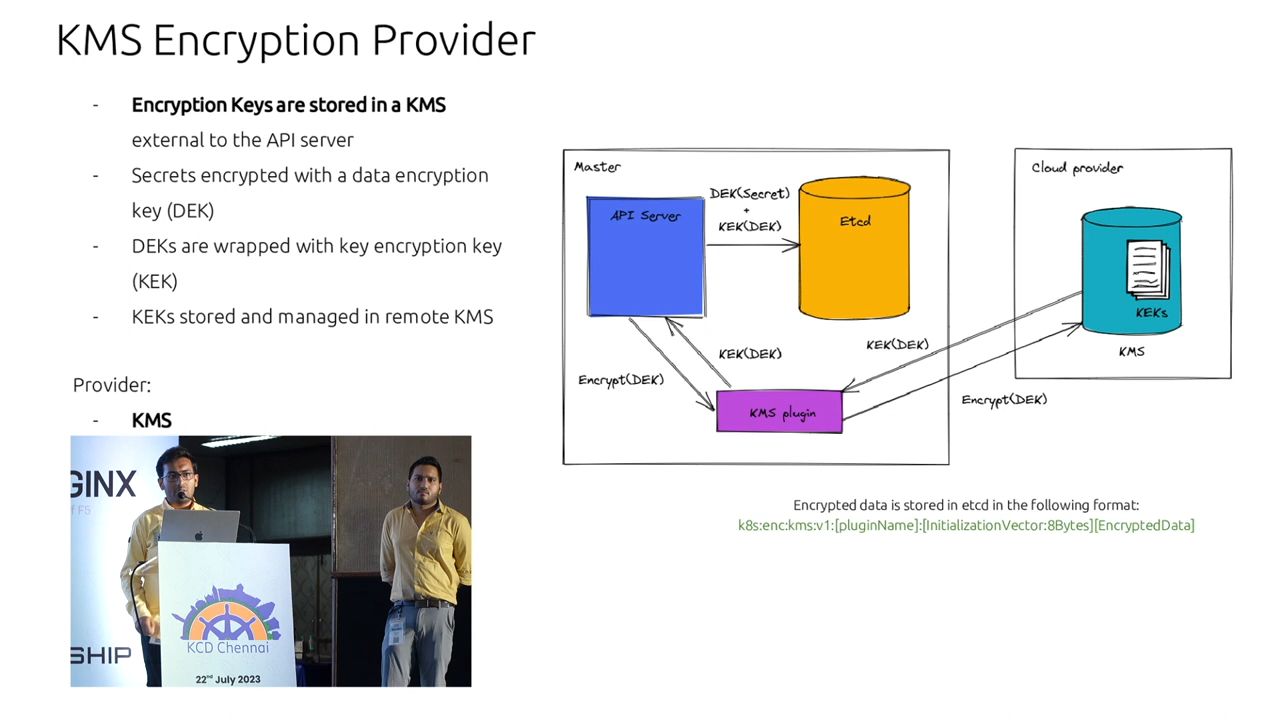 KMS Encryption Provider
- Encryption Keys are stored in a KMS
external to the API server
- Secrets encrypted with a data encryption
key (DEK)
- DEKs are wrapped with key encryption key
(KEK)
- KEKs stored and managed in remote KMS
Provider:
- KMS
Master
API Server
DEK(Secret)
+
KEK(DEK)
Etcd
Encrypt(DEK)
KEK(DEK)
KMS plugin
KEK(DEK)
Encrypt(DEK)
Cloud provider
KEKs
KMS
Encrypted data is stored in etcd in the following format:
k8s:enc:kms:v1:[pluginName]:[InitializationVector:8Bytes][EncryptedData]
GINX
f F5
SHIP
KCD Chennai
22nd July 2023